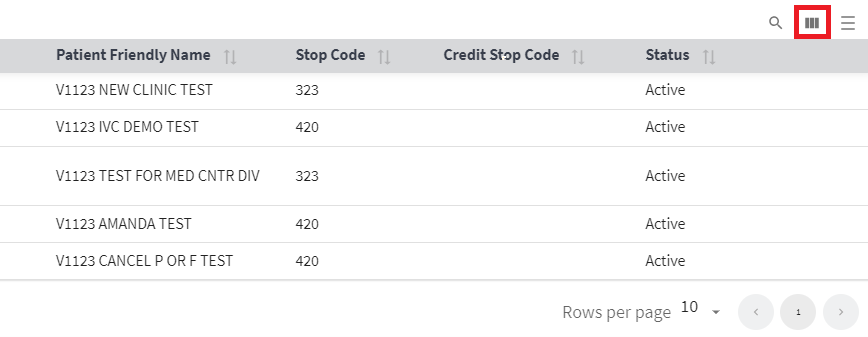 Patient Friendly Name Stop Code Credit Stop Code Status
V1123 NEW CLINIC TEST 323 Active
V1123 IVC DEMO TEST 420 Active
V1123 TEST FOR MED CNTR DIV 323 Active
V1123 AMANDA TEST 420 Active
V1123 CANCEL P OR F TEST 420 Active
Rows per page 10 1